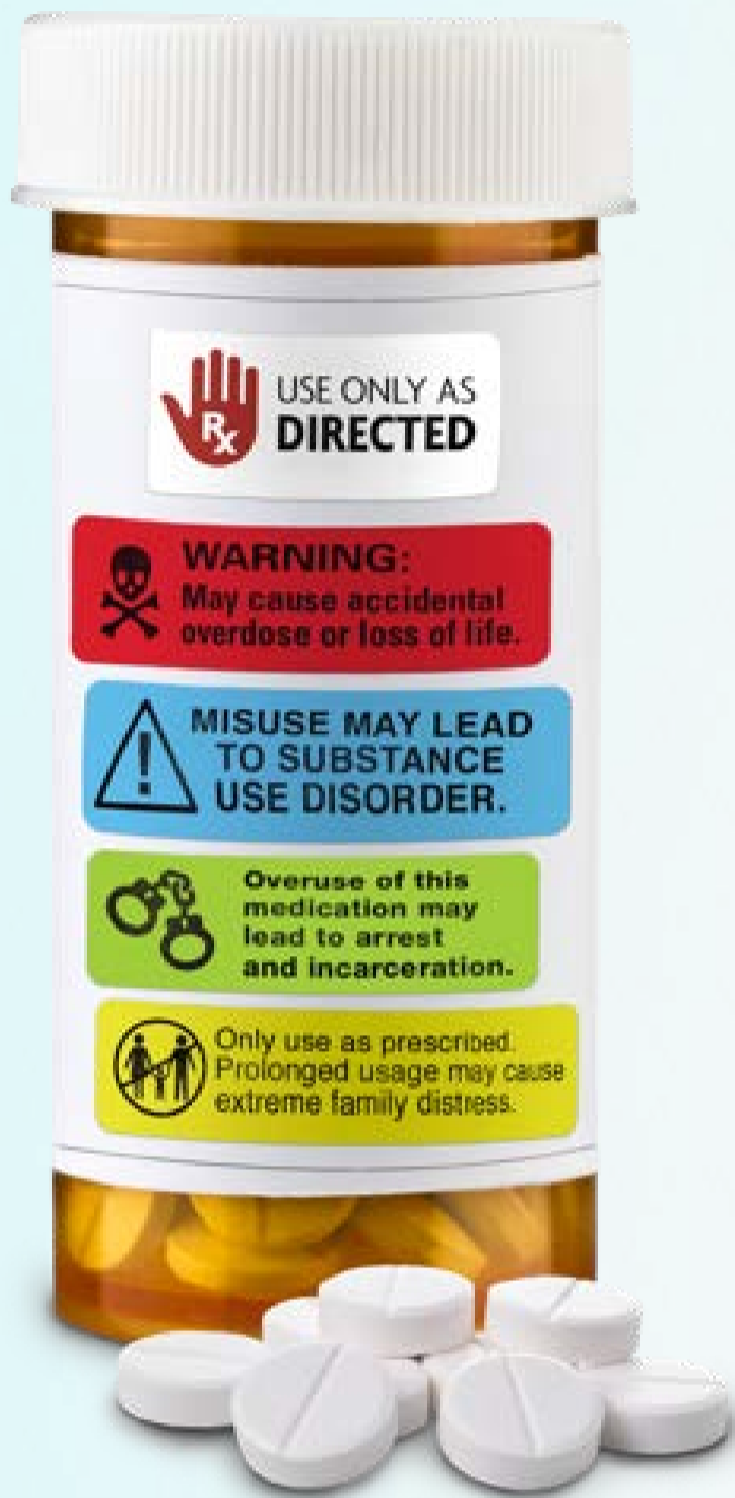 Rx
USE ONLY AS
DIRECTED
WARNING:
May cause accidental
overdose or loss of life.
MISUSE MAY LEAD
TO SUBSTANCE
USE DISORDER.
Overuse of this
medication may
lead to arrest
and incarceration.
Only use as prescribed.
Prolonged usage may cause
extreme family distress.